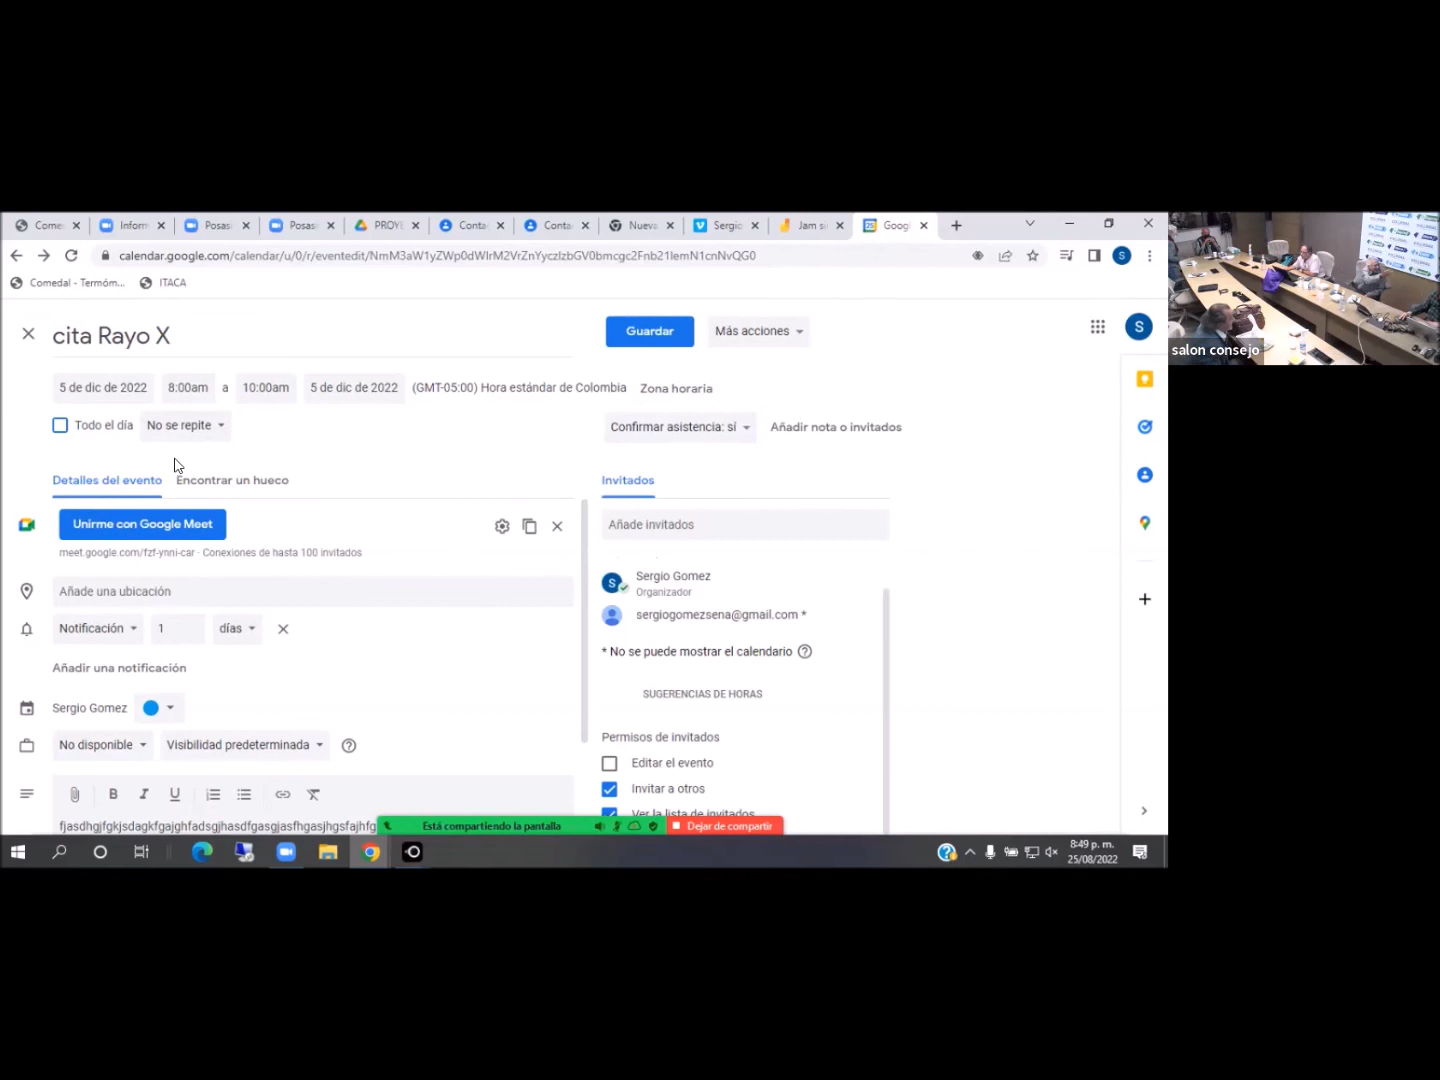 Come
Inform
Posas
Posas
PROYE
Conta
Conta
Nueva
Sergio
Jam si
Goog
calendar.google.com/calendar/u/0/r/eventedit/
Comedal - Termóm...
ITACA
cita Rayo X
Guardar
Más acciones
S
5 de dic de 2022 8:00am a 10:00am 5 de dic de 2022 (GMT-05:00) Hora estándar de Colombia Zona horaria
Todo el día No se repite
Confirmar asistencia: sí Añadir nota o invitados
Detalles del evento Encontrar un hueco
Invitados
Unirme con Google Meet
meet.google.com/fzf-ynni-car · Conexiones de hasta 100 invitados
Añade invitados
Sergio Gomez
Organizador
sergiogomezsena@gmail.com *
Añade una ubicación
Notificación 1 días
Añadir una notificación
* No se puede mostrar el calendario
SUGERENCIAS DE HORAS
Sergio Gomez
No disponible Visibilidad predeterminada
Permisos de invitados
Editar el evento
Invitar a otros
Ver la lista de invitados
B I U
Está compartiendo la pantalla
Dejar de compartir
8:49 p. m.
25/08/2022
salon consejo